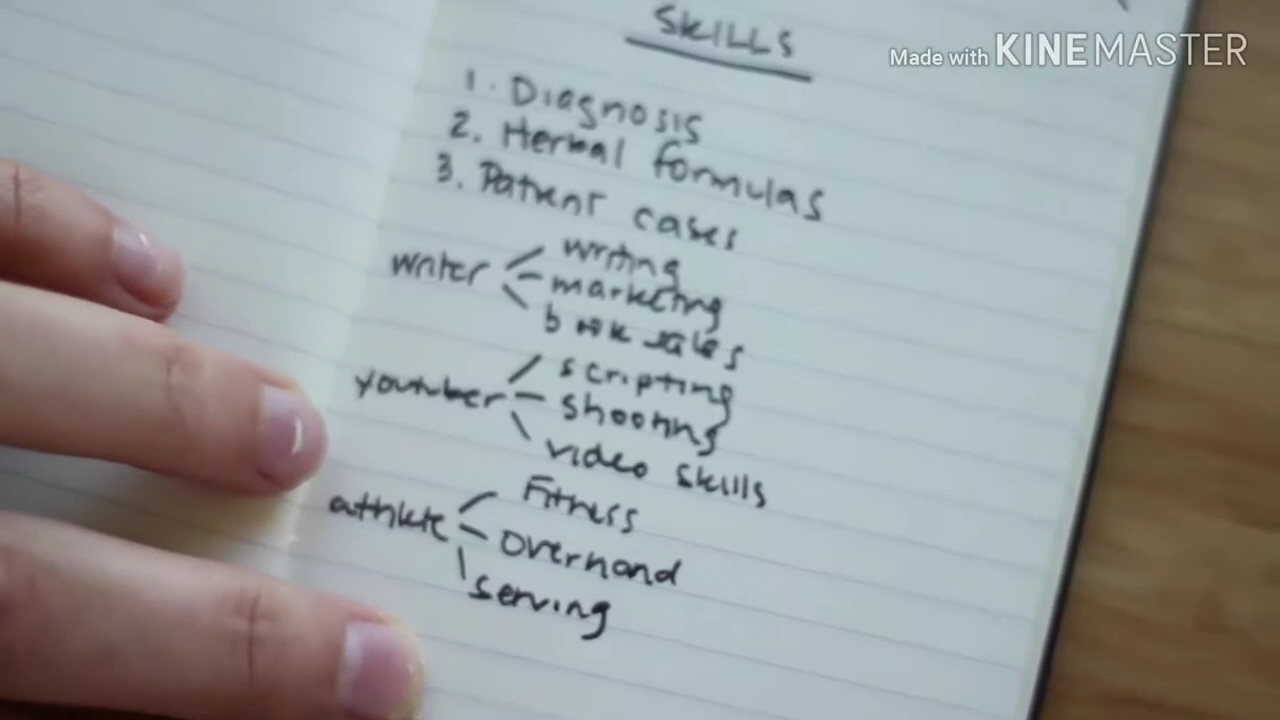 SKILLS
Made with KINEMASTER
1. Diagnosis
2. Herbal formulas
3. Patient cases
writer
writing
marketing
book sales
youtuber
scripting
shooting
video skills
athlete
Fitness
overhand
serving